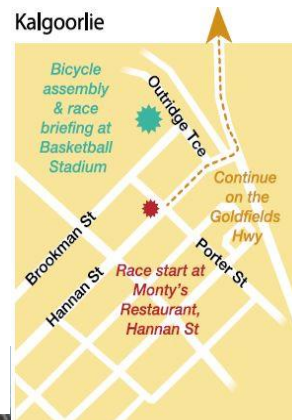 Kalgoorlie
Bicycle
assembly
& race
briefing at
Basketball
Stadium
Outridge Tce
Continue
on the
Goldfields
Hwy
Brookman St
Hannan St
Porter St
Race start at
Monty's
Restaurant,
Hannan St